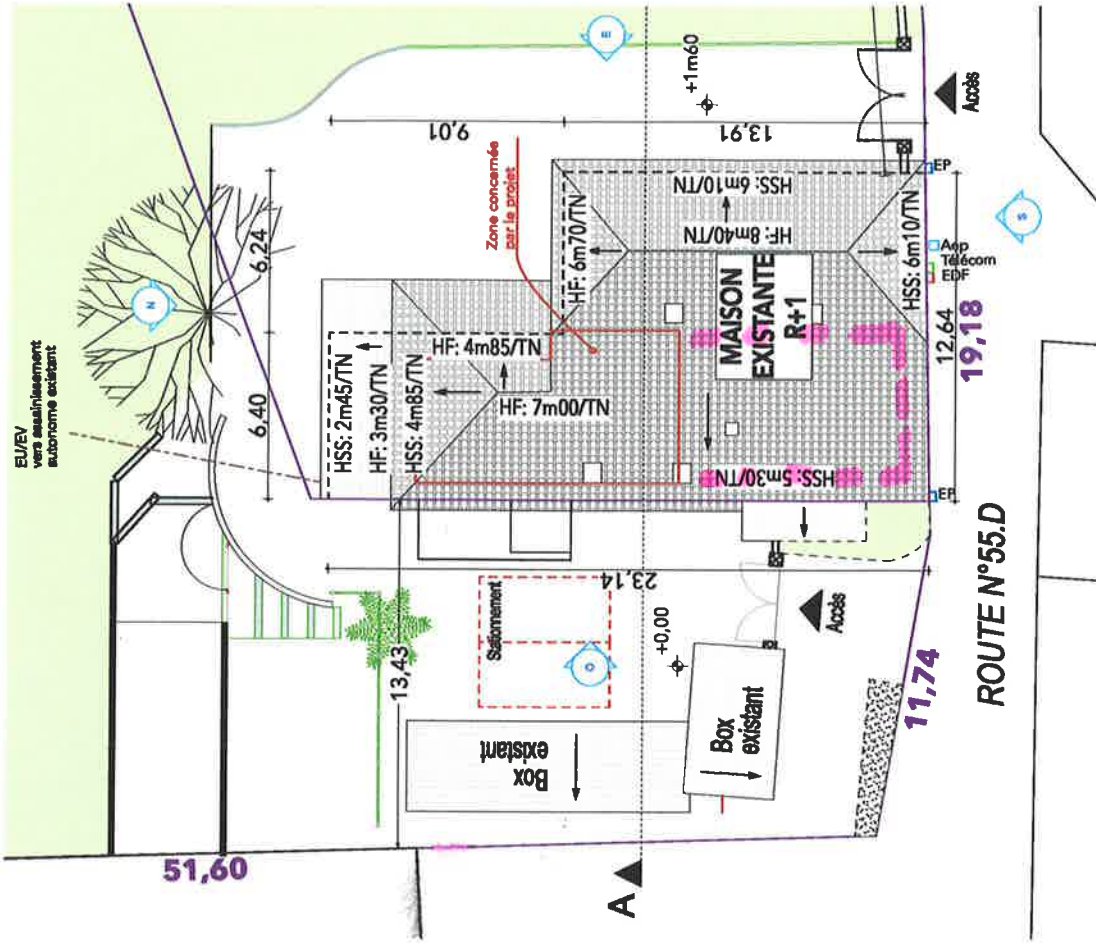 EU/EV
vers assainissement
autonome existant
N
E
6,24
6,40
9,01
13,91
+1m60
Zone concernée
par le projet
HSS: 2m45/TN
HF: 3m30/TN
HSS: 4m85/TN
HF: 4m85/TN
HF: 7m00/TN
HF: 6m70/TN
HF: 8m40/TN
HSS: 6m10/TN
HSS: 6m10/TN
HSS: 5m30/TN
MAISON
EXISTANTE
R+1
Accès
EP
EP
Aep
Télécom
EDF
S
12,64
19,18
23,14
13,43
Stationnement
O
+0,00
Accès
Box
existant
Box
existant
11,74
51,60
A
ROUTE N°55.D